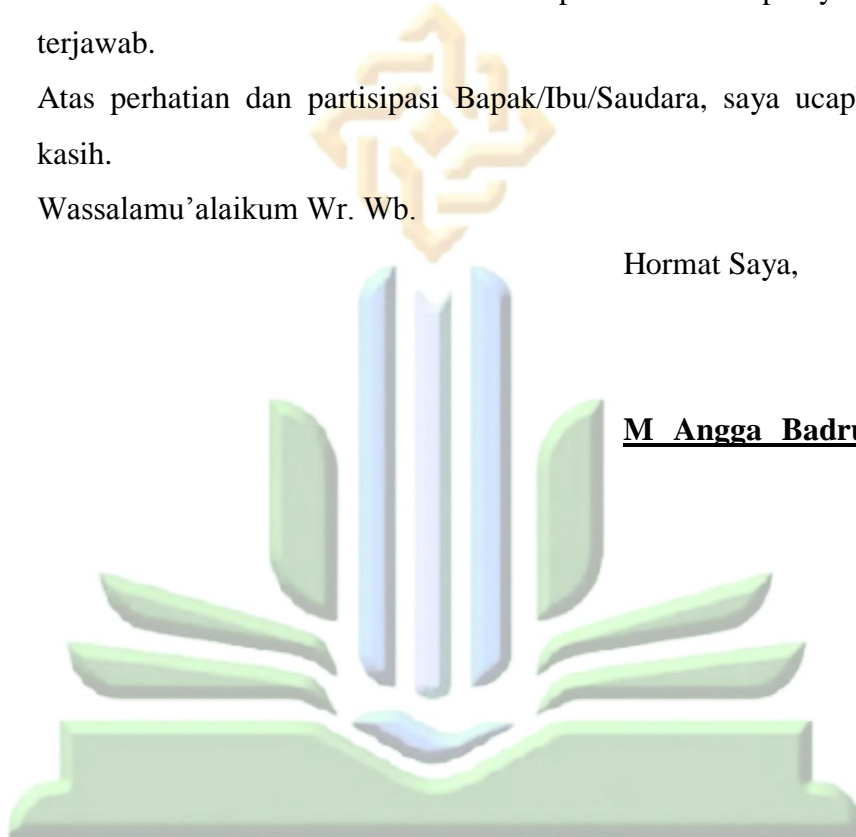 terjawab.
Atas perhatian dan partisipasi Bapak/Ibu/Saudara, saya ucap
kasih.
Wassalamu’alaikum Wr. Wb.
Hormat Saya,
M Angga Badru